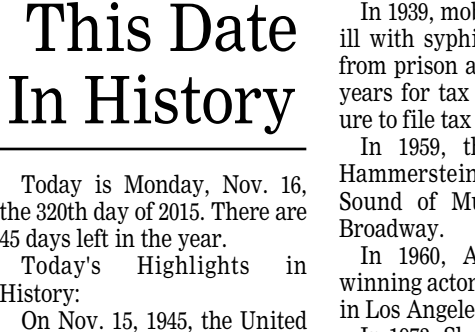 This Date
In History
Today is Monday, Nov. 16,
the 320th day of 2015. There are
45 days left in the year.
Today's Highlights in
History:
On Nov. 15, 1945, the United
In 1939, mob
ill with syphi
from prison a
years for tax
ure to file tax
In 1959, th
Hammerstein
Sound of Mu
Broadway.
In 1960, A
winning actor
in Los Angele